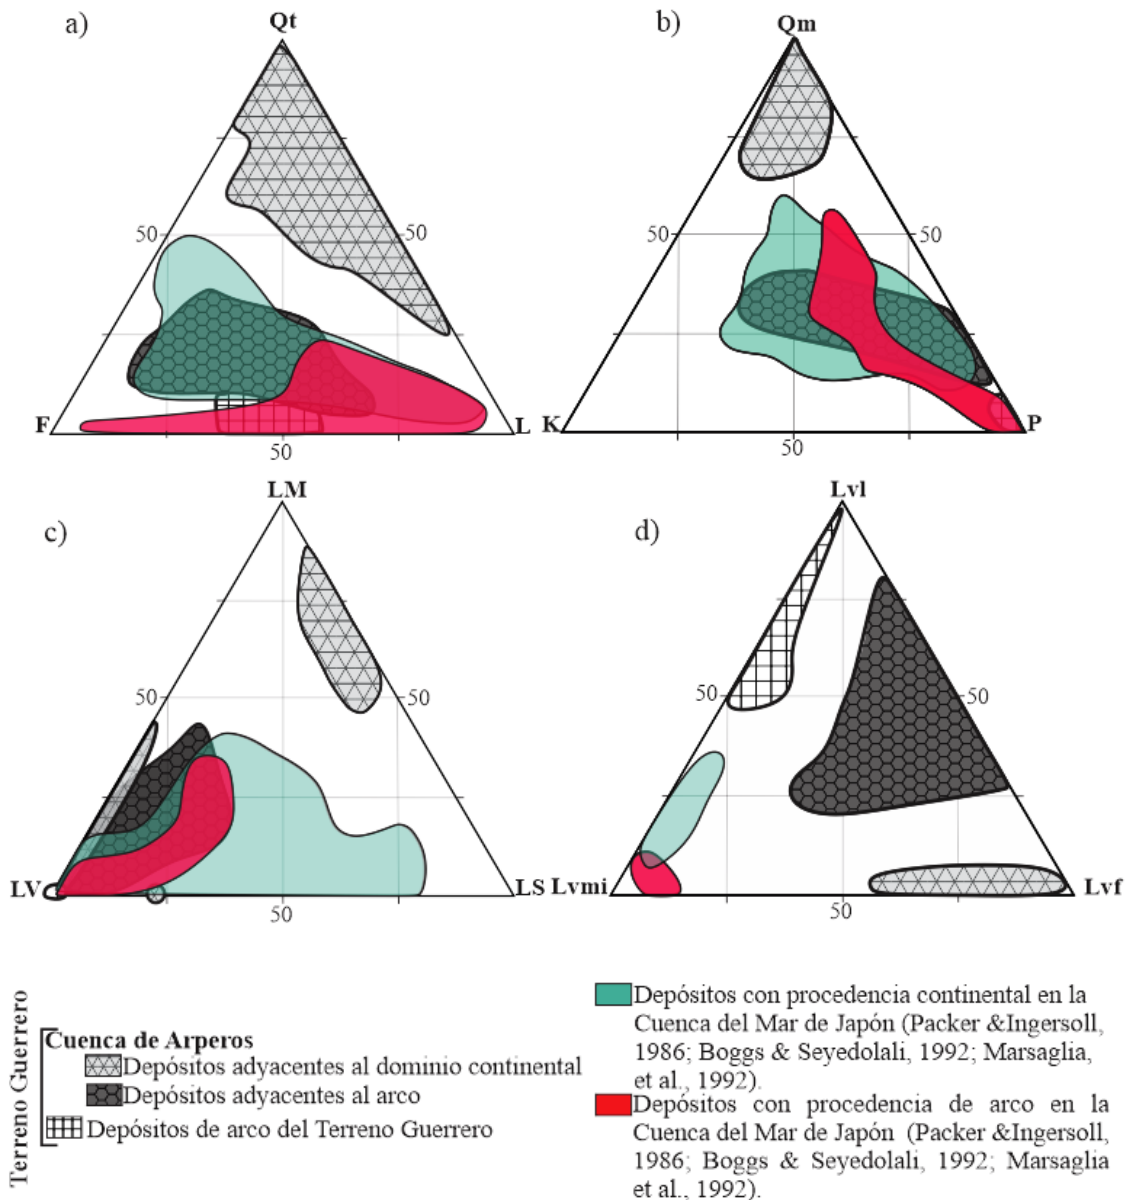 a)
Qt
50
50
F
L
50
b)
Qm
50
50
K
P
50
c)
LM
50
50
LV
LS
50
d)
Lvl
50
50
Lvmi
Lvf
50
Terreno Guerrero
Cuenca de Arperos
Depósitos adyacentes al dominio continental
Depósitos adyacentes al arco
Depósitos de arco del Terreno Guerrero
Depósitos con procedencia continental en la
Cuenca del Mar de Japón (Packer &Ingersoll,
1986; Boggs & Seyedolali, 1992; Marsaglia,
et al., 1992).
Depósitos con procedencia de arco en la
Cuenca del Mar de Japón (Packer &Ingersoll,
1986; Boggs & Seyedolali, 1992; Marsaglia
et al., 1992).